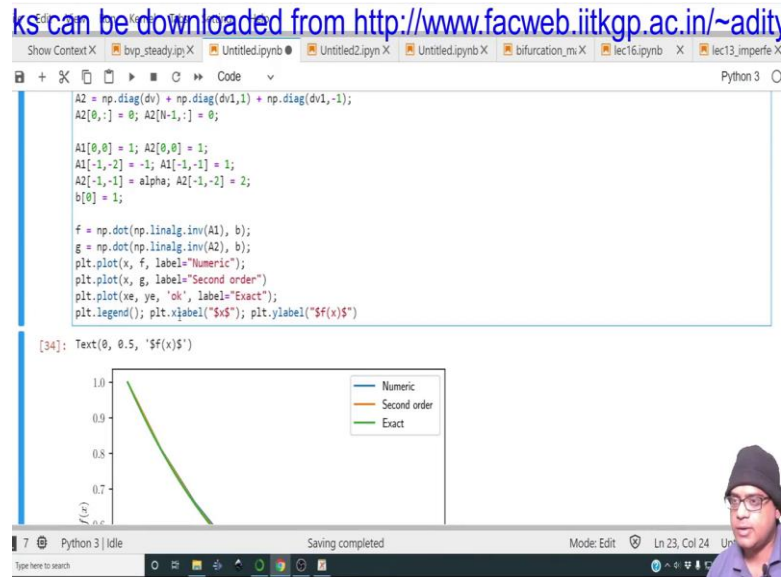 ks can be downloaded from http://www.facweb.iitkgp.ac.in/~adity
Show Context X bvp_steady.ipy X Untitled.ipynb ● Untitled2.ipyn X Untitled.ipynb X bifurcation_m X lec16.ipynb X lec13_imperfe X
Code Python 3
A2 = np.diag(dv) + np.diag(dv1,1) + np.diag(dv1,-1);
A2[0,:] = 0; A2[N-1,:] = 0;
A1[0,0] = 1; A2[0,0] = 1;
A1[-1,-2] = -1; A1[-1,-1] = 1;
A2[-1,-1] = alpha; A2[-1,-2] = 2;
b[0] = 1;
f = np.dot(np.linalg.inv(A1), b);
g = np.dot(np.linalg.inv(A2), b);
plt.plot(x, f, label="Numeric");
plt.plot(x, g, label="Second order")
plt.plot(xe, ye, 'ok', label="Exact");
plt.legend(); plt.xlabel("$x$"); plt.ylabel("$f(x)$")
[34]: Text(0, 0.5, '$f(x)$')
1.0
0.9
0.8
0.7
f(x)
Numeric
Second order
Exact
7 Python 3 | Idle Saving completed Mode: Edit Ln 23, Col 24
Type here to search